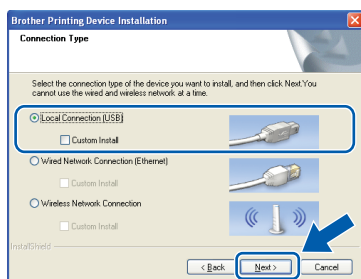 Brother Printing Device Installation
Connection Type
Select the connection type of the device you want to install, and then click Next.You
cannot use the wired and wireless network at a time.
Local Connection (USB)
Custom Install
Wired Network Connection (Ethernet)
Custom Install
Wireless Network Connection
Custom Install
InstallShield
< Back
Next >
Cancel